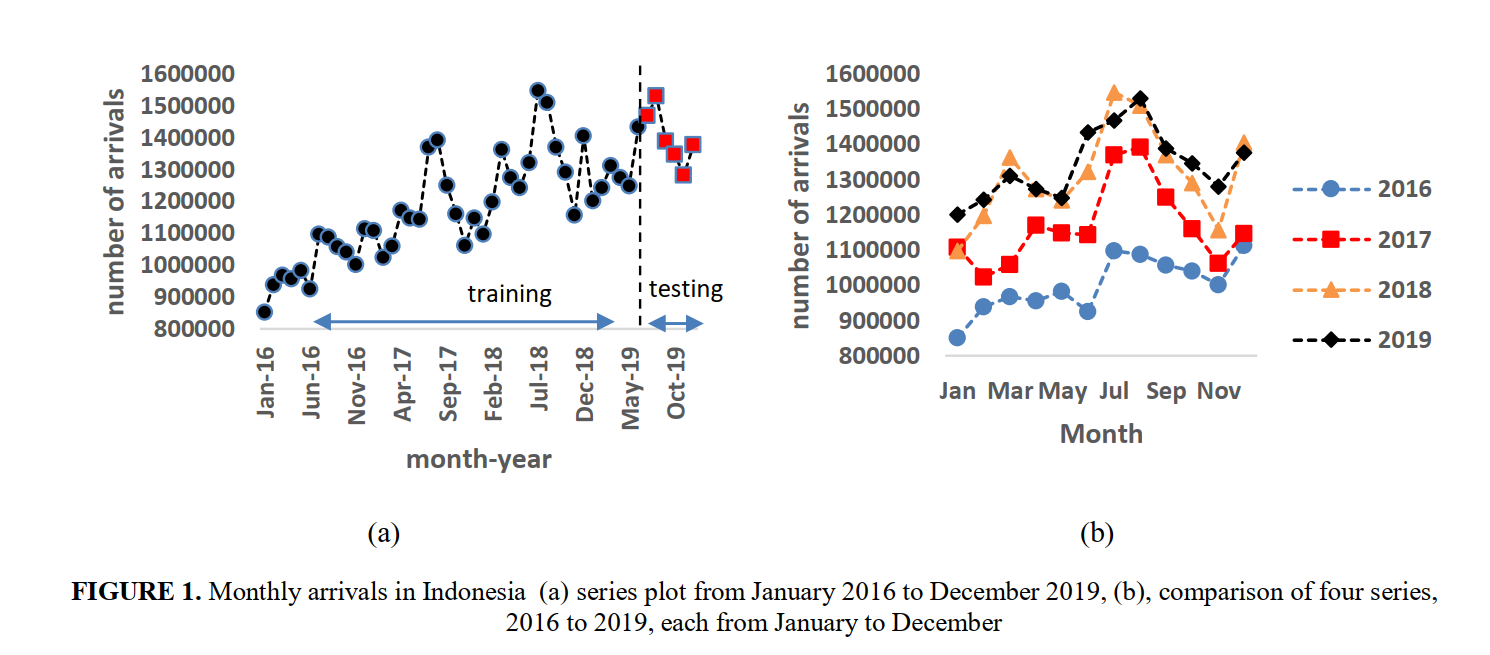 1600000
1500000
1400000
1300000
1200000
1100000
1000000
900000
800000
number of arrivals
training
testing
Jan-16
Jun-16
Nov-16
Apr-17
Sep-17
Feb-18
Jul-18
Dec-18
May-19
Oct-19
month-year
(a)
1600000
1500000
1400000
1300000
1200000
1100000
1000000
900000
800000
number of arrivals
Jan Mar May Jul Sep Nov
Month
2016
2017
2018
2019
(b)
FIGURE 1. Monthly arrivals in Indonesia (a) series plot from January 2016 to December 2019, (b), comparison of four series,
2016 to 2019, each from January to December